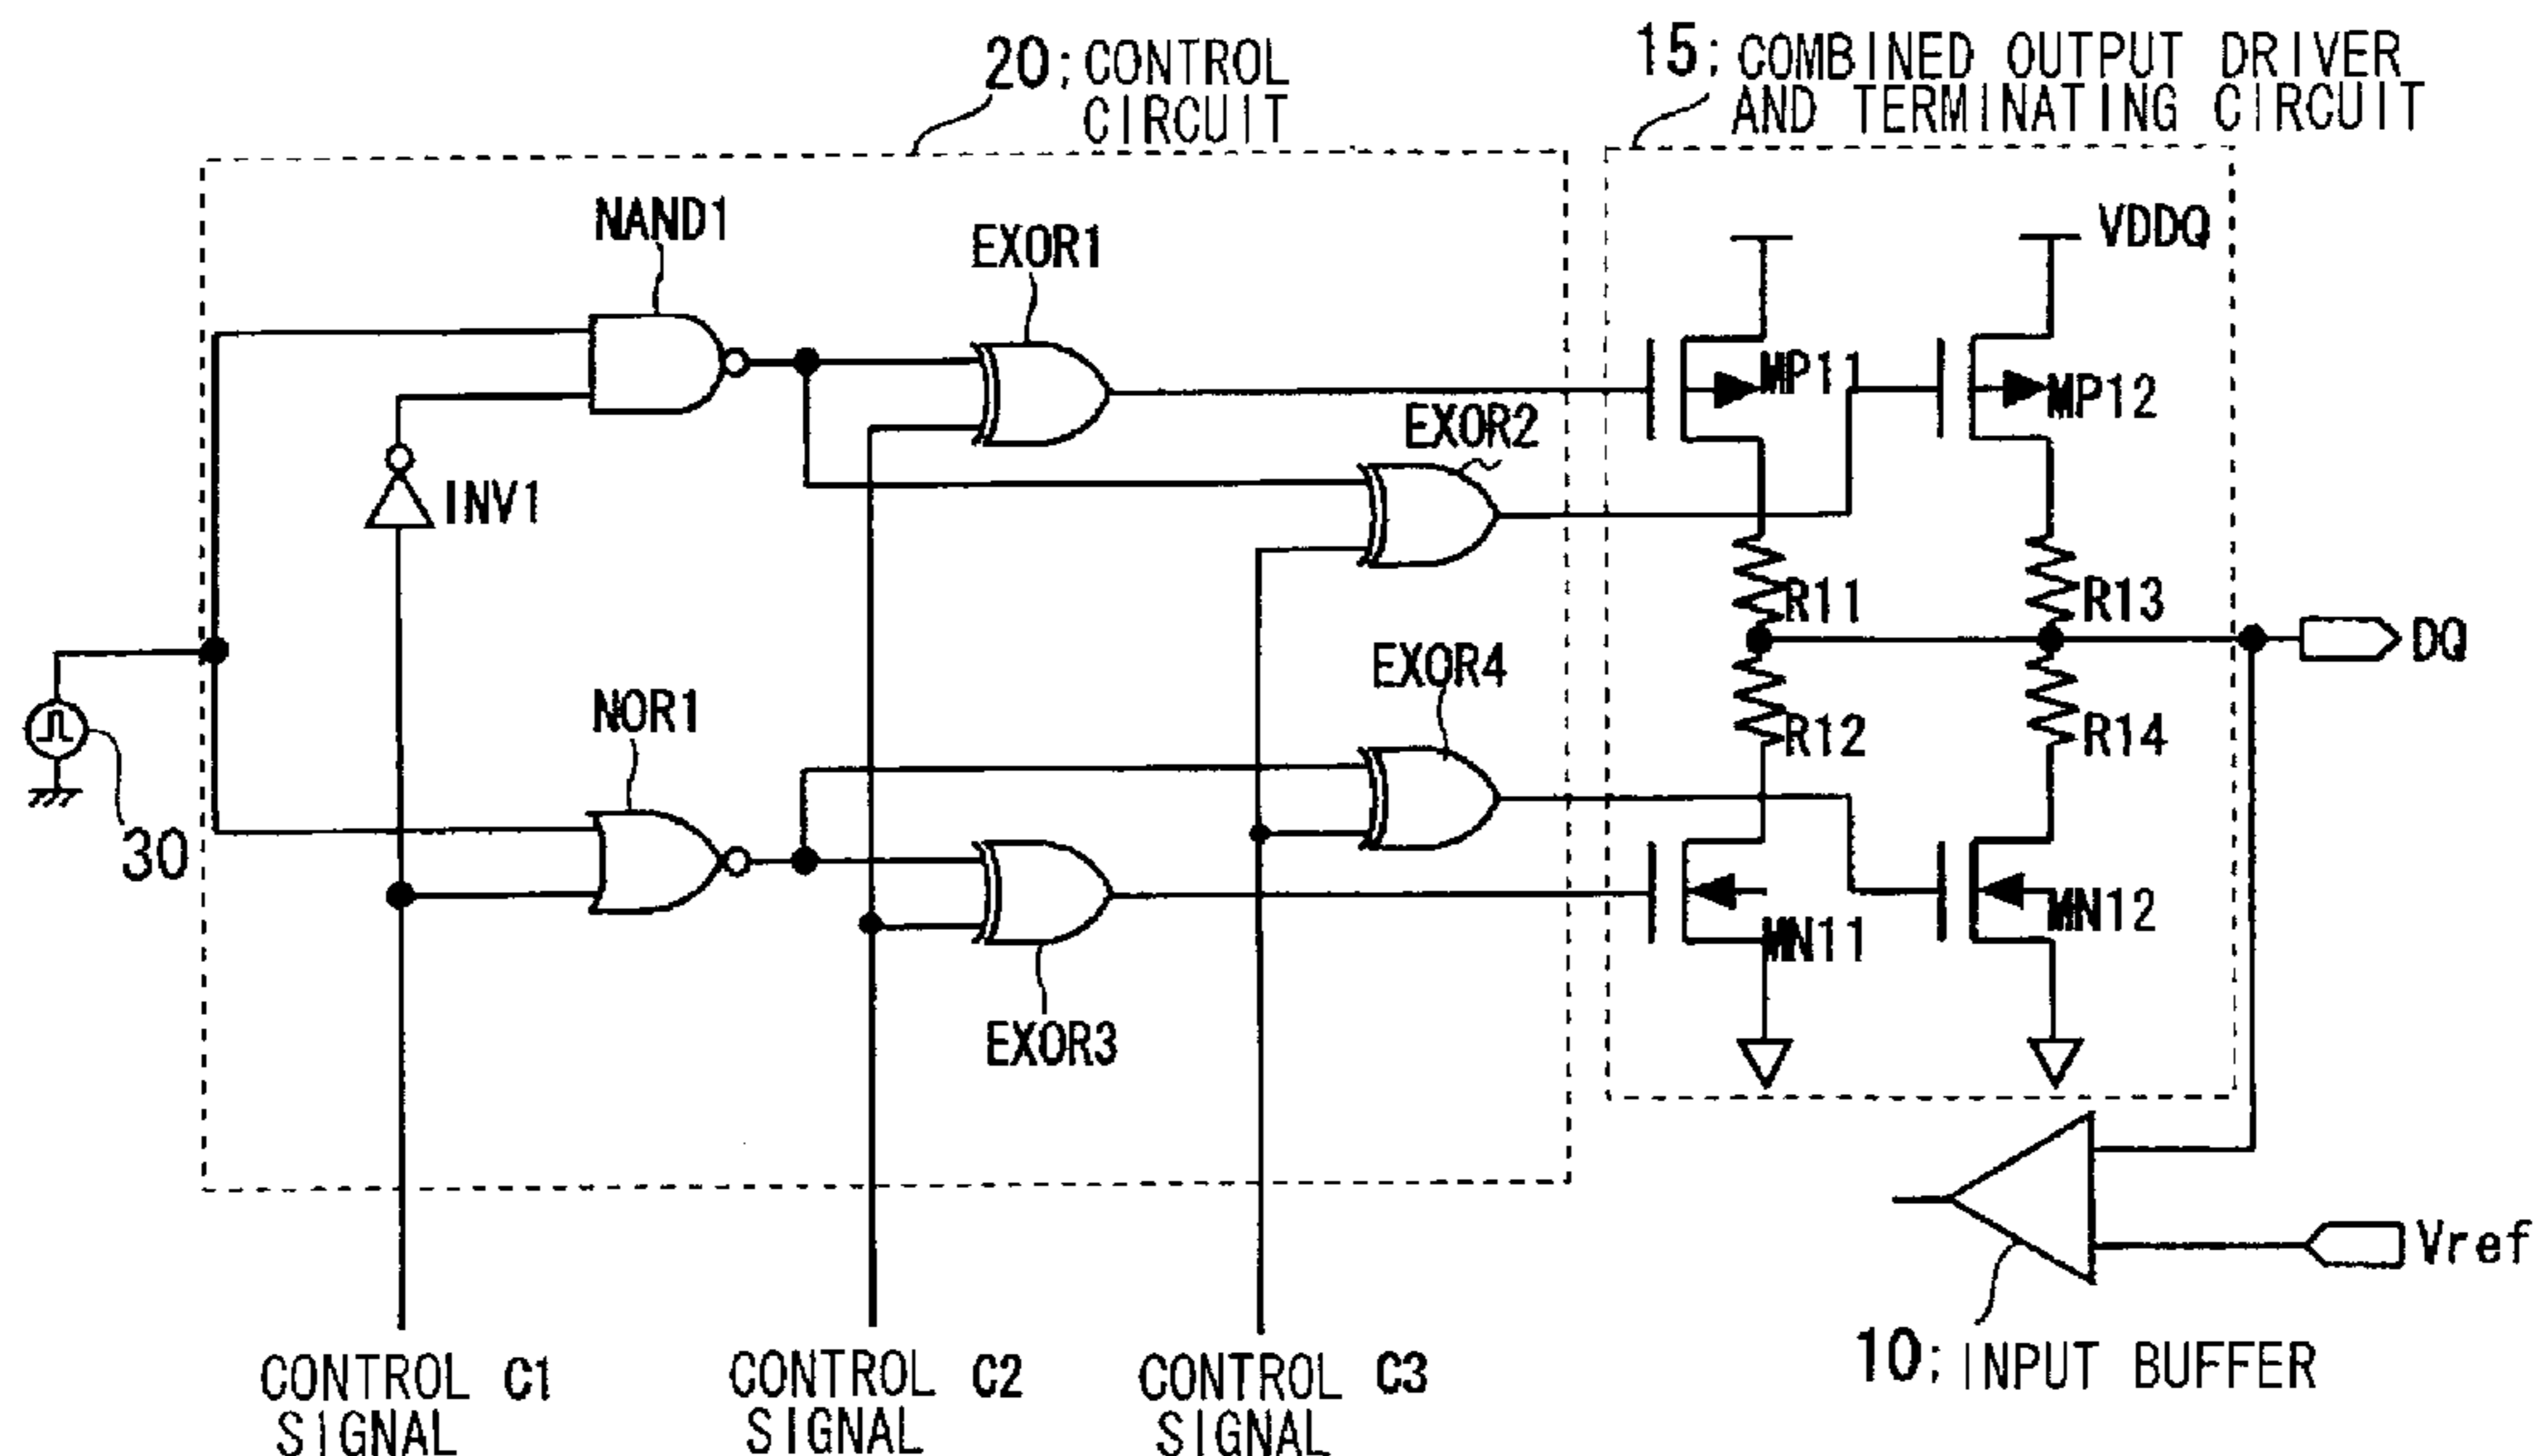 20; CONTROL
CIRCUIT
15; COMBINED OUTPUT DRIVER
AND TERMINATING CIRCUIT
NAND1
EXOR1
VDDQ
MP11
MP12
EXOR2
INV1
R11
R13
DQ
EXOR4
NOR1
R12
R14
30
MN11
MN12
EXOR3
Vref
10; INPUT BUFFER
CONTROL C1
SIGNAL
CONTROL C2
SIGNAL
CONTROL C3
SIGNAL